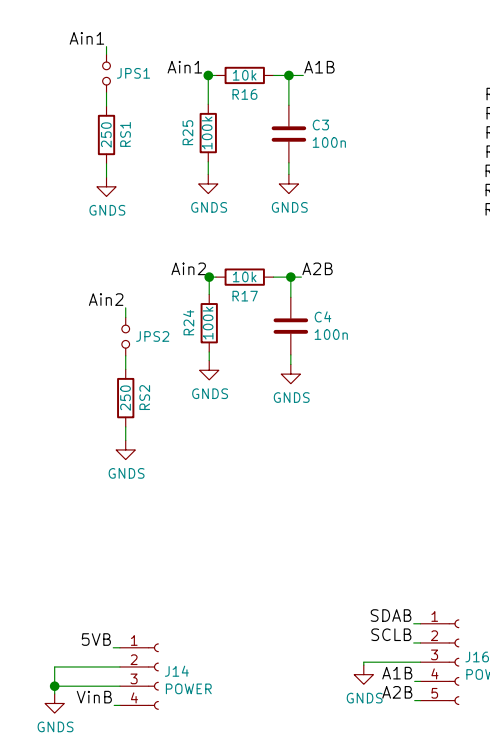 Ain1
JPS1
250
RS1
GNDS
Ain1
10k
A1B
R16
R25
100k
C3
100n
GNDS
GNDS
Ain2
JPS2
250
RS2
GNDS
Ain2
10k
A2B
R17
R24
100k
C4
100n
GNDS
GNDS
5VB 1
2
3
VinB 4
J14
POWER
GNDS
SDAB 1
SCLB 2
3
A1B 4
A2B 5
J16
GNDS